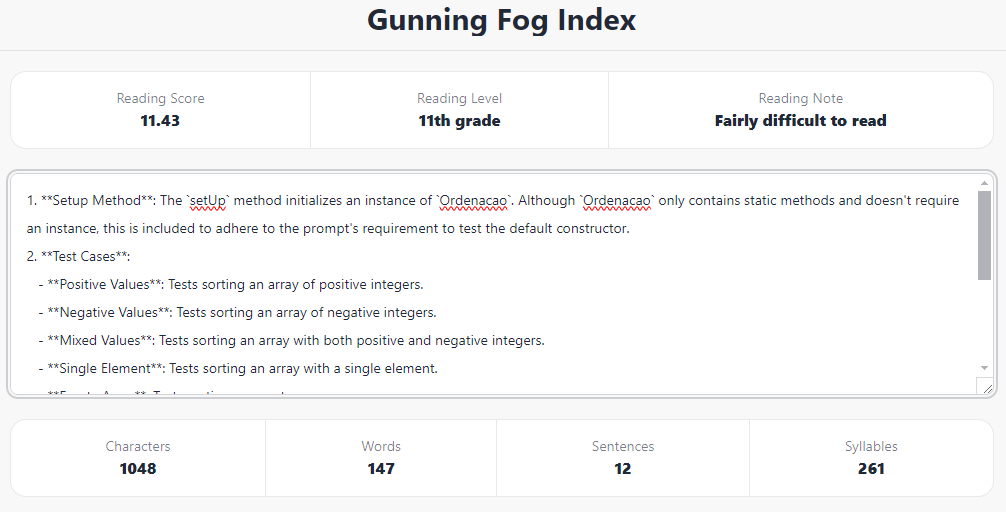 Gunning Fog Index
Reading Score
11.43
Reading Level
11th grade
Reading Note
Fairly difficult to read
1. **Setup Method**: The `setUp` method initializes an instance of `Ordenacao`. Although `Ordenacao` only contains static methods and doesn't require
an instance, this is included to adhere to the prompt's requirement to test the default constructor.
2. **Test Cases**:
- **Positive Values**: Tests sorting an array of positive integers.
- **Negative Values**: Tests sorting an array of negative integers.
- **Mixed Values**: Tests sorting an array with both positive and negative integers.
- **Single Element**: Tests sorting an array with a single element.
Characters
1048
Words
147
Sentences
12
Syllables
261